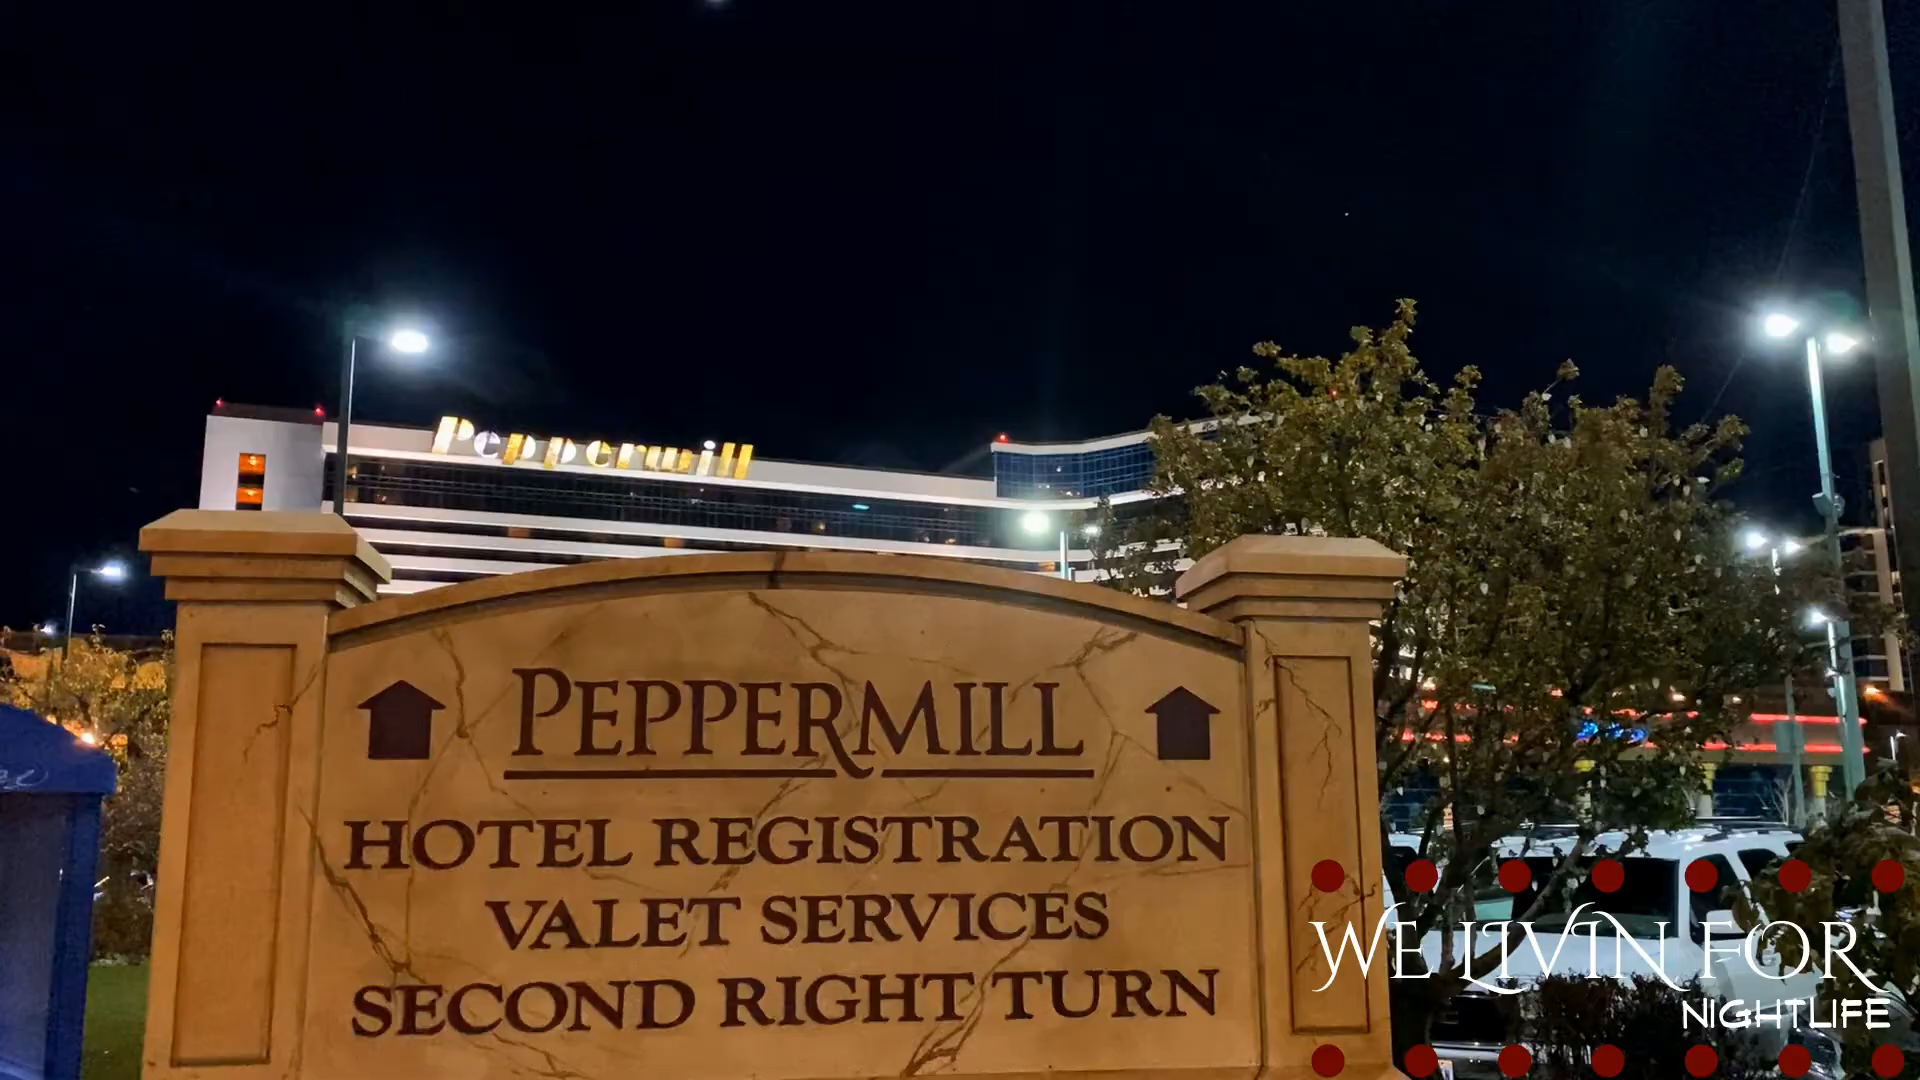 Peppermill
PEPPERMILL
HOTEL REGISTRATION
VALET SERVICES
SECOND RIGHT TURN
WE LIVIN FOR
NIGHTLIFE